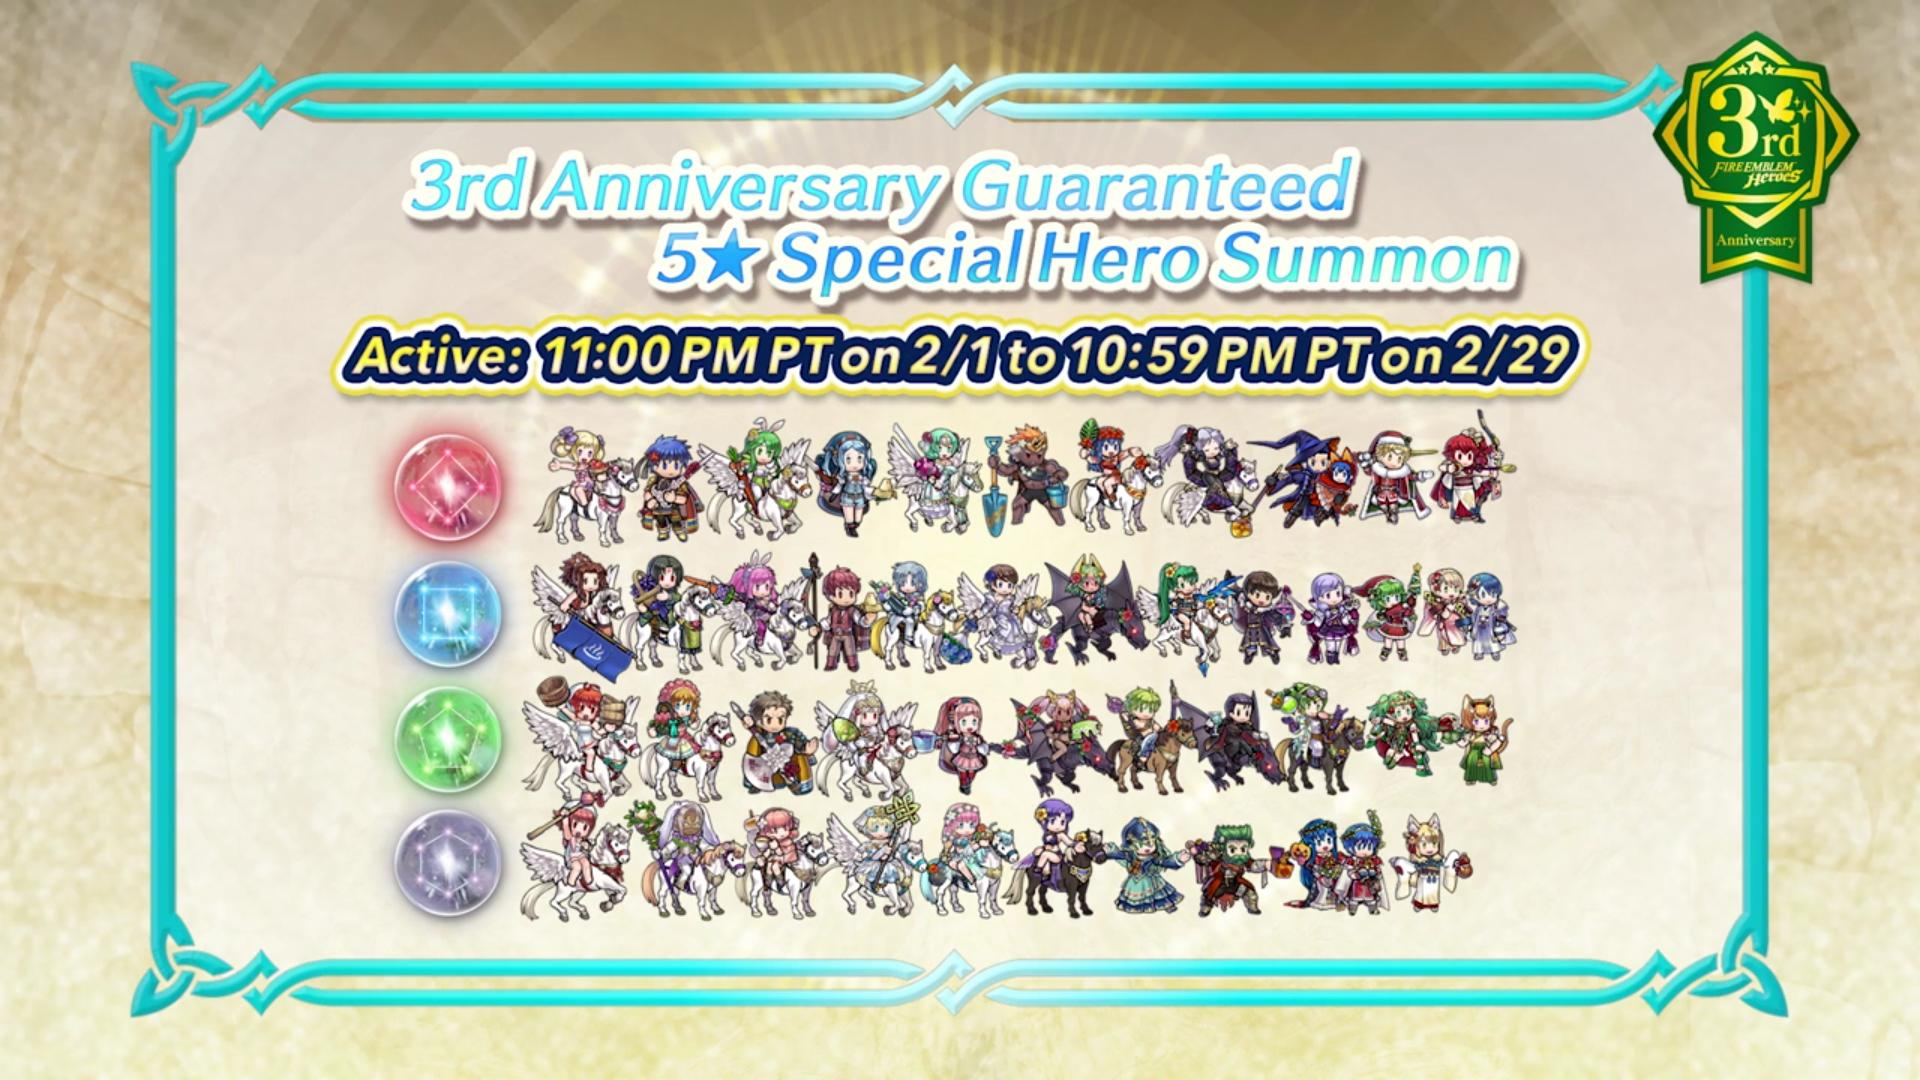 3rd
FIRE EMBLEM
Heroes
Anniversary
3rd Anniversary Guaranteed
5★ Special Hero Summon
Active: 11:00 PM PT on 2/1 to 10:59 PM PT on 2/29